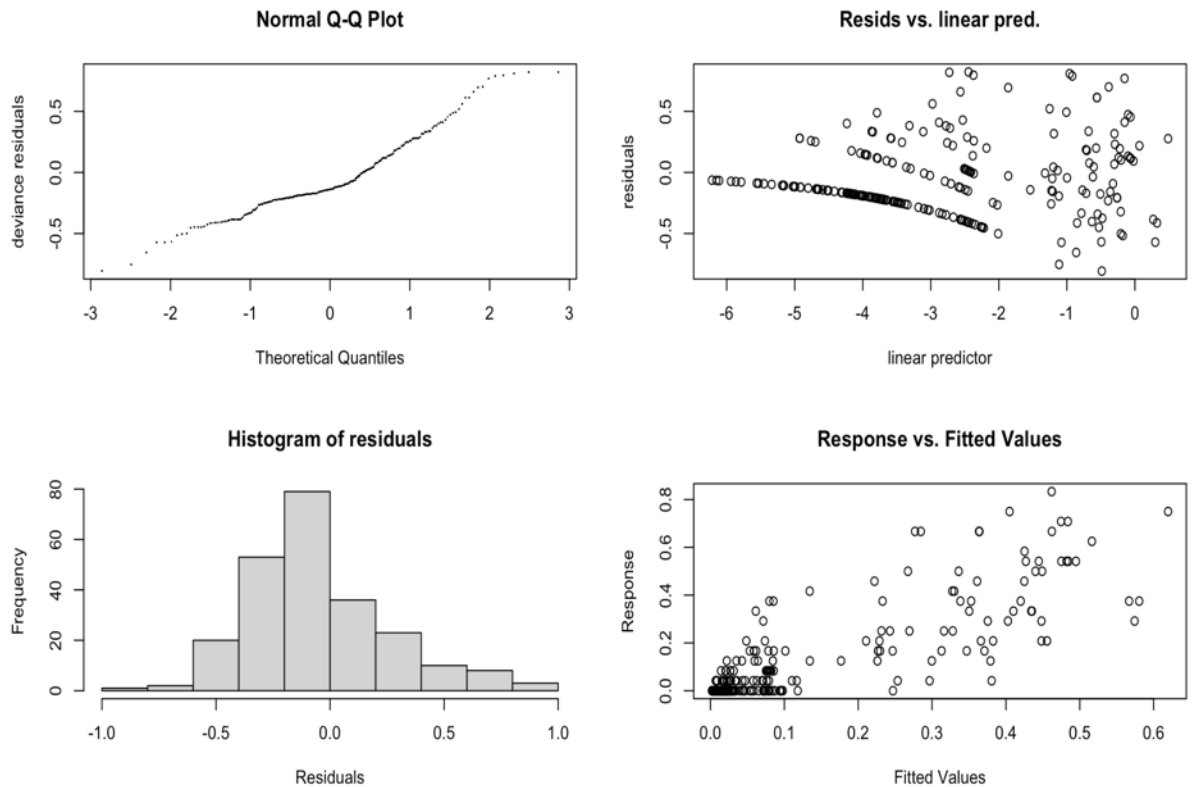 Normal Q-Q Plot
deviance residuals
-0.5 0.0 0.5
-3 -2 -1 0 1 2 3
Theoretical Quantiles
Resids vs. linear pred.
residuals
-0.5 0.0 0.5
-6 -5 -4 -3 -2 -1 0
linear predictor
Histogram of residuals
Frequency
0 20 40 60 80
-1.0 -0.5 0.0 0.5 1.0
Residuals
Response vs. Fitted Values
Response
0.0 0.2 0.4 0.6 0.8
0.0 0.1 0.2 0.3 0.4 0.5 0.6
Fitted Values